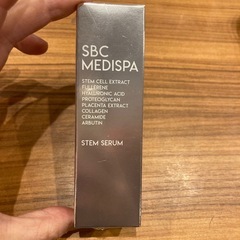 SBC
MEDISPA
STEM CELL EXTRACT
FULLERENE
HYALURONIC ACID
PROTEOGLYCAN
PLACENTA EXTRACT
COLLAGEN
CERAMIDE
ARBUTIN
STEM SERUM